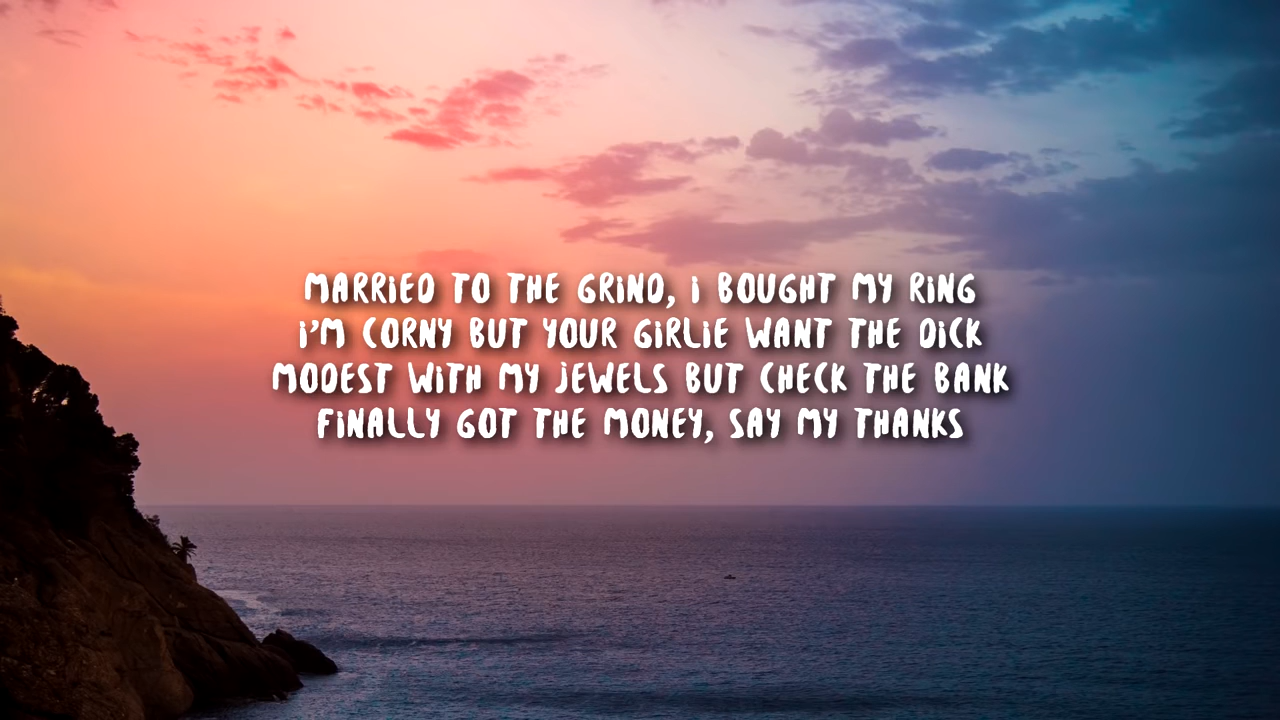 MARRIED TO THE GRIND, I BOUGHT MY RING
I'M CORNY BUT YOUR GIRLIE WANT THE DICK
MODEST WITH MY JEWELS BUT CHECK THE BANK
FINALLY GOT THE MONEY, SAY MY THANKS